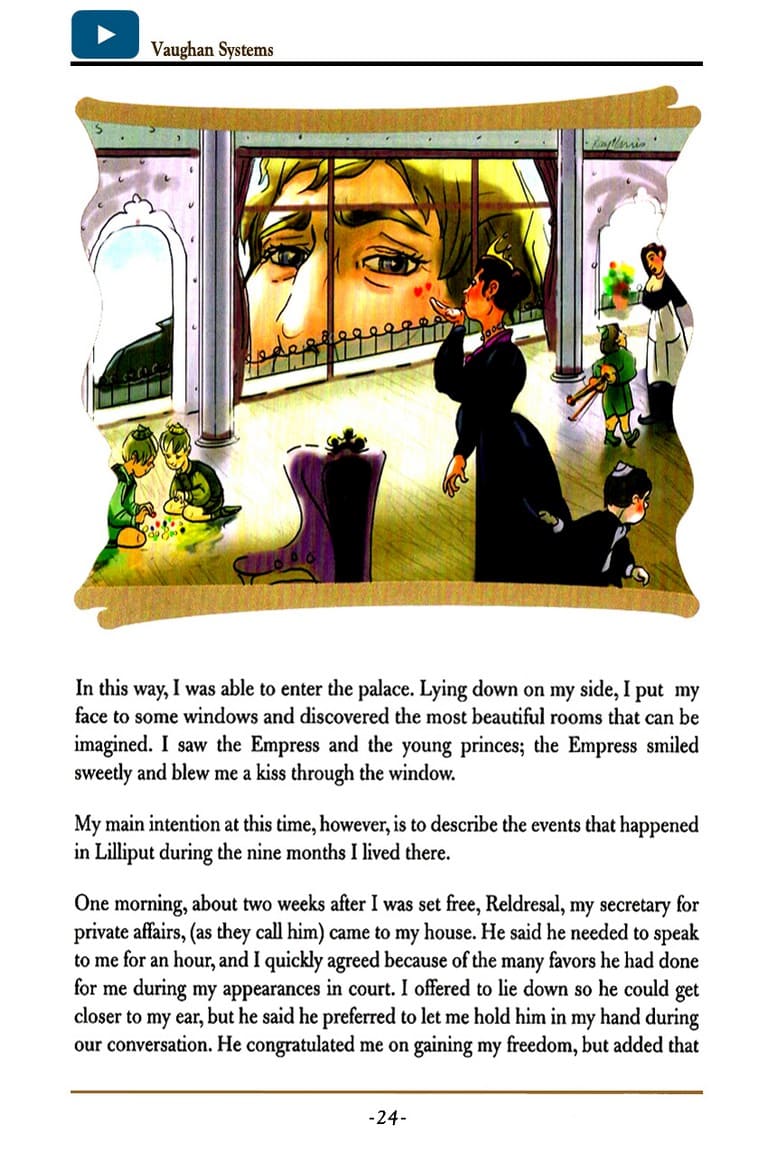 Vaughan Systems
Ray Morris
In this way, I was able to enter the palace. Lying down on my side, I put my
face to some windows and discovered the most beautiful rooms that can be
imagined. I saw the Empress and the young princes; the Empress smiled
sweetly and blew me a kiss through the window.
My main intention at this time, however, is to describe the events that happened
in Lilliput during the nine months I lived there.
One morning, about two weeks after I was set free, Reldresal, my secretary for
private affairs, (as they call him) came to my house. He said he needed to speak
to me for an hour, and I quickly agreed because of the many favors he had done
for me during my appearances in court. I offered to lie down so he could get
closer to my ear, but he said he preferred to let me hold him in my hand during
our conversation. He congratulated me on gaining my freedom, but added that
-24-